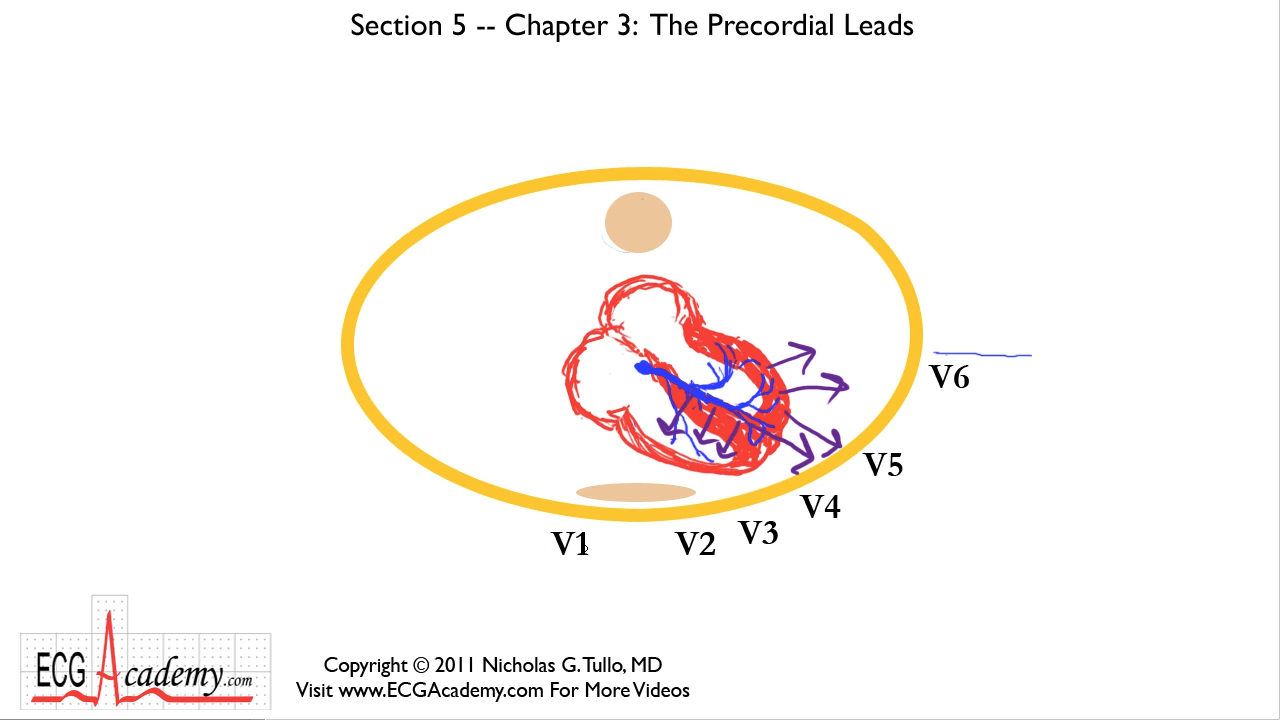 Section 5 -- Chapter 3: The Precordial Leads
V6
V5
V4
V3
V1
V2
ECG Academy.com
Copyright © 2011 Nicholas G. Tullo, MD
Visit www.ECGAcademy.com For More Videos